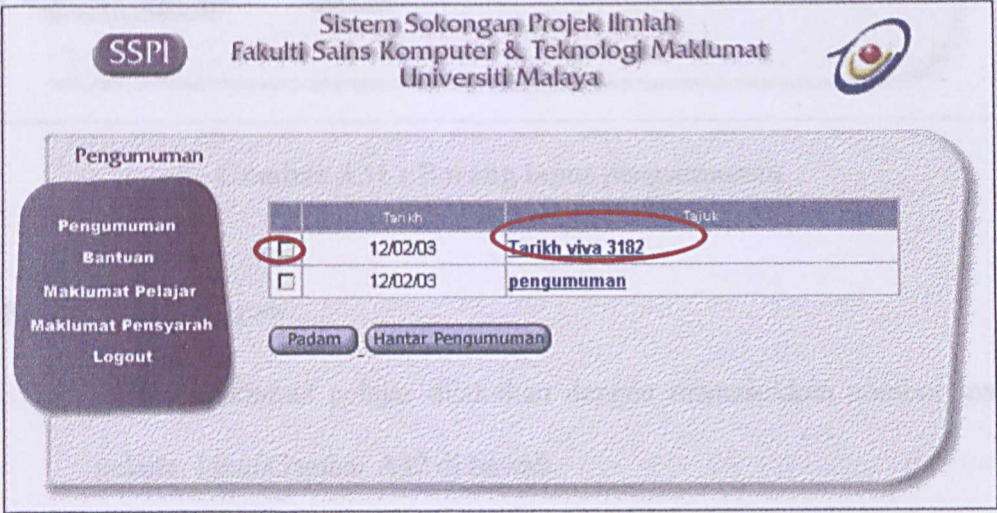 SSPI
Sistem Sokongan Projek Ilmiah
Fakulti Sains Komputer & Teknologi Maklumat
Universiti Malaya
Pengumuman
Pengumuman
Bantuan
Maklumat Pelajar
Maklumat Pensyarah
Logout
Tarikh Tajuk
12/02/03 Tarikh viva 3182
12/02/03 pengumuman
Padam Hantar Pengumuman